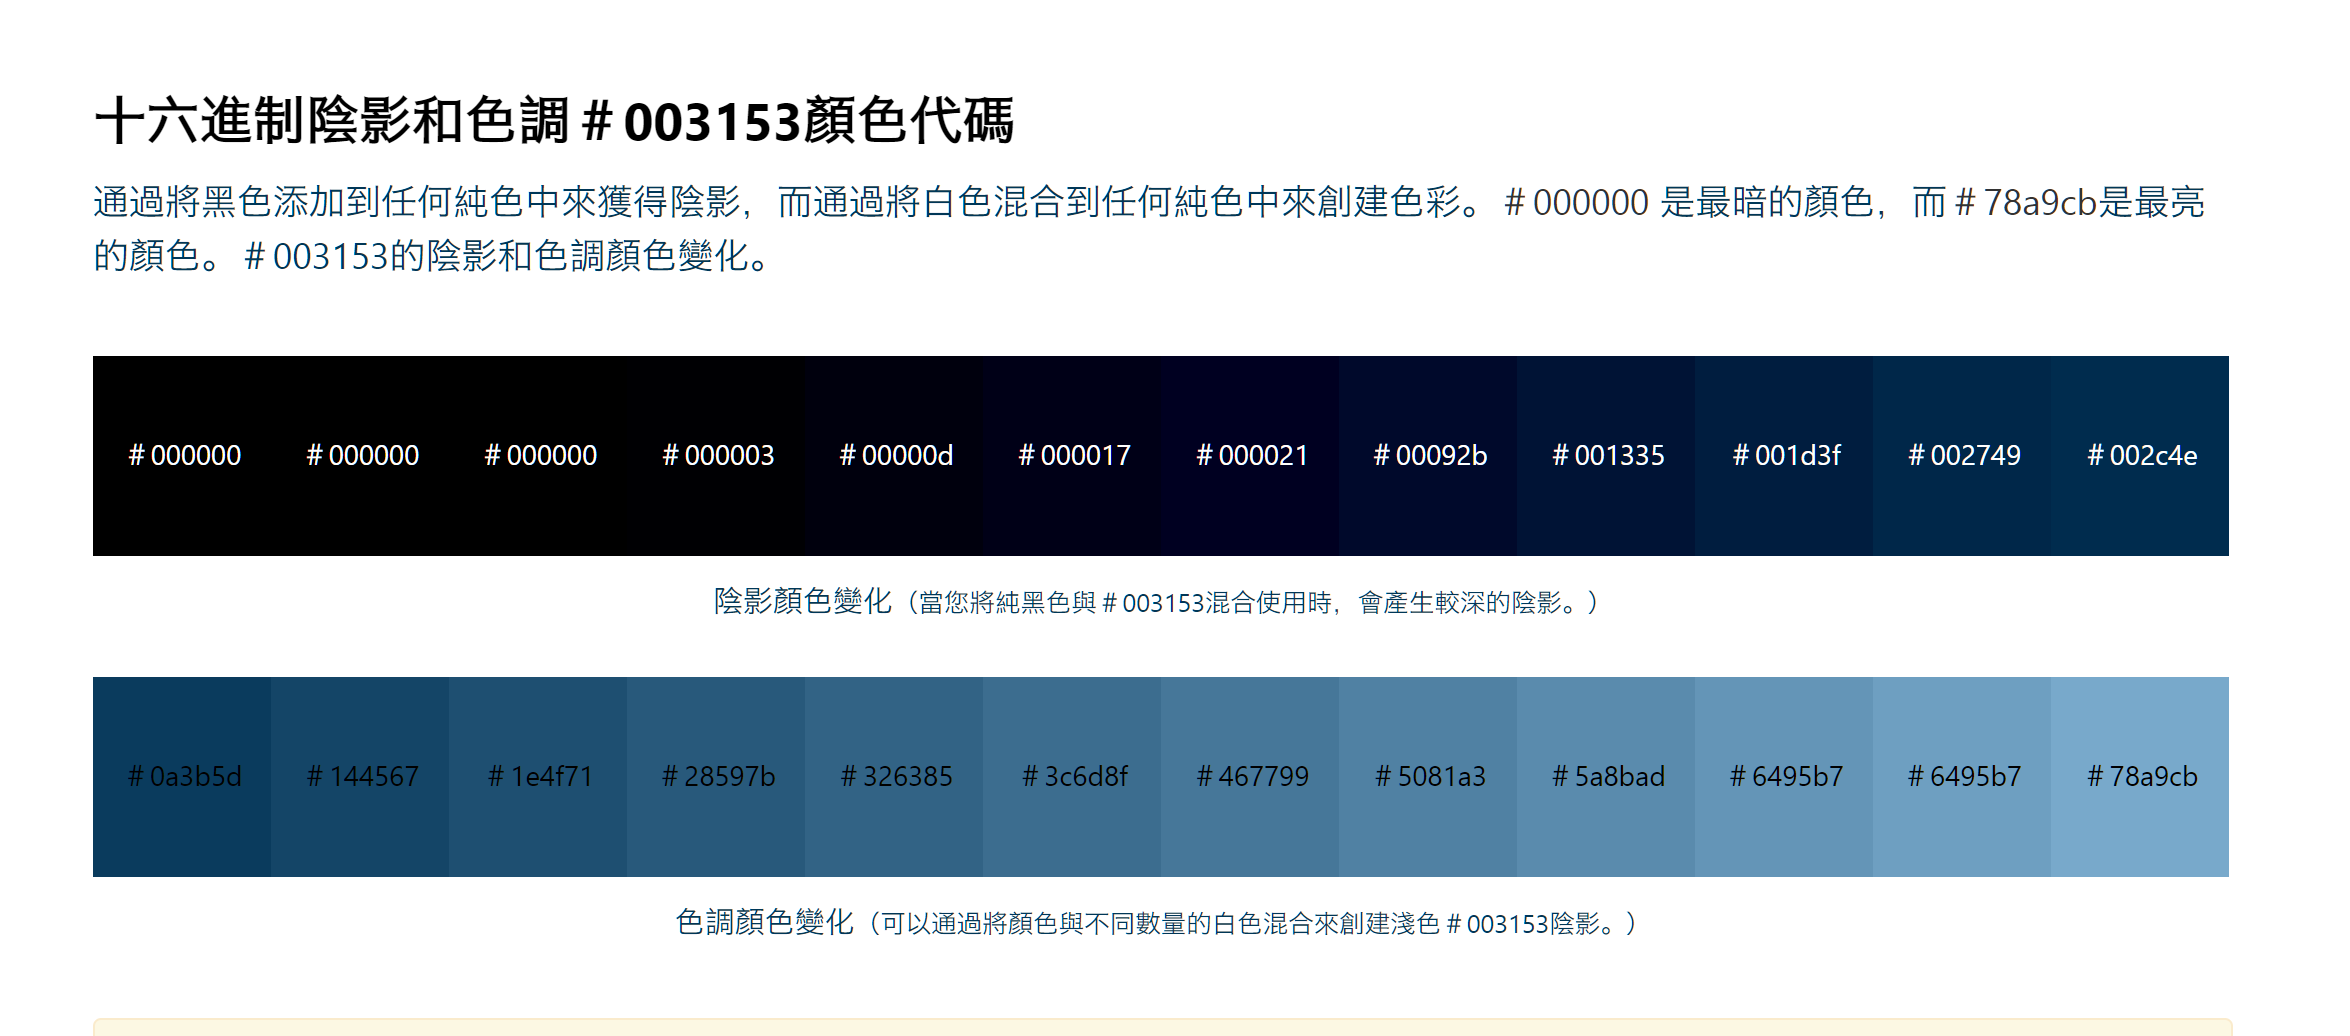 十六進制陰影和色調＃003153顏色代碼
通過將黑色添加到任何純色中來獲得陰影，而通過將白色混合到任何純色中來創建色彩。＃000000 是最暗的顏色，而＃78a9cb是最亮
的顏色。＃003153的陰影和色調顏色變化。
＃000000 ＃000000 ＃000000 ＃000003 ＃00000d ＃000017 ＃000021 ＃00092b ＃001335 ＃001d3f ＃002749 ＃002c4e
陰影顏色變化（當您將純黑色與＃003153混合使用時，會產生較深的陰影。）
＃0a3b5d ＃144567 ＃1e4f71 ＃28597b ＃326385 ＃3c6d8f ＃467799 ＃5081a3 ＃5a8bad ＃6495b7 ＃6495b7 ＃78a9cb
色調顏色變化（可以通過將顏色與不同數量的白色混合來創建淺色＃003153陰影。）